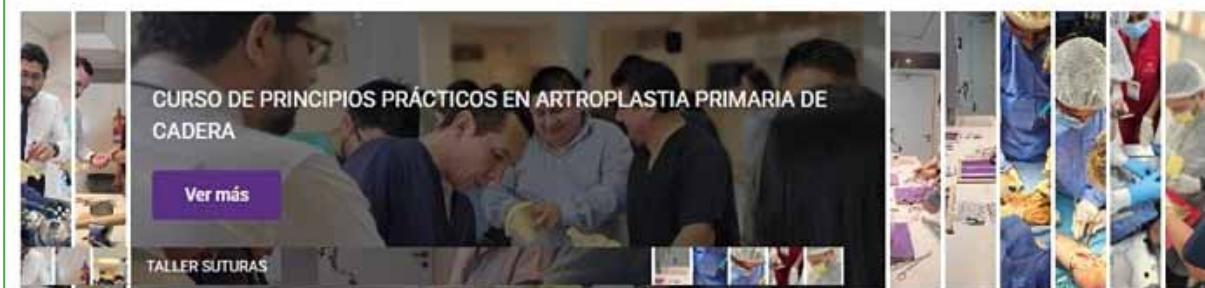 CURSO DE PRINCIPIOS PRÁCTICOS EN ARTROPLASTIA PRIMARIA DE
CADERA
Ver más
TALLER SUTURAS